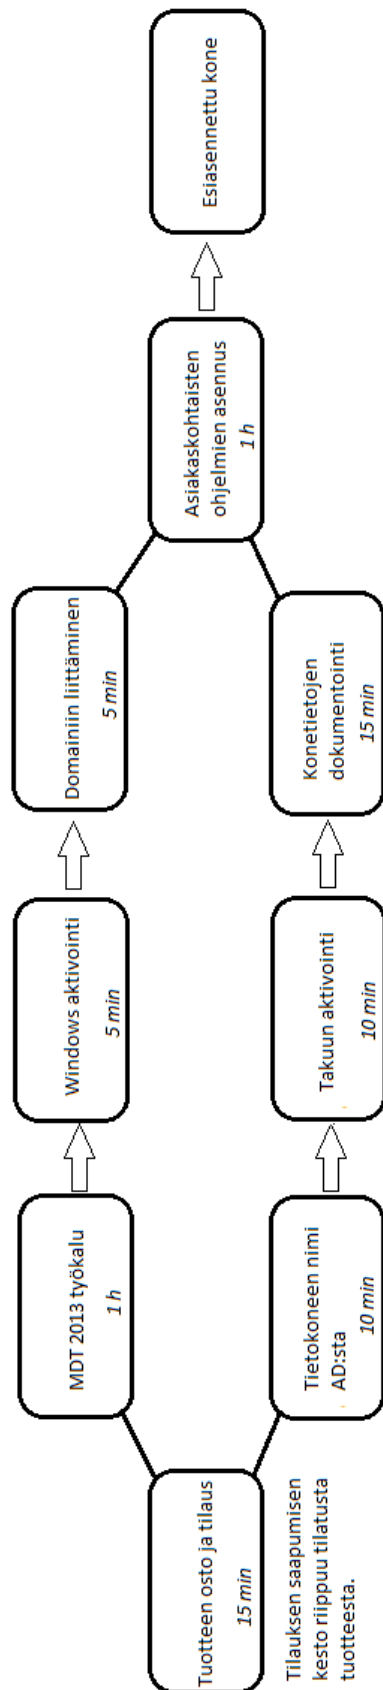 Tuotteen osto ja tilaus
15 min
Tilauksen saapumisen
kesto riippuu tilatusta
tuotteesta.
MDT 2013 työkalu
1 h
Windows aktivointi
5 min
Domainiin liittäminen
5 min
Tietokoneen nimi
AD:sta
10 min
Takuun aktivointi
10 min
Konetietojen
dokumentointi
15 min
Asiakaskohtaisten
ohjelmien asennus
1 h
Esiasennettu kone